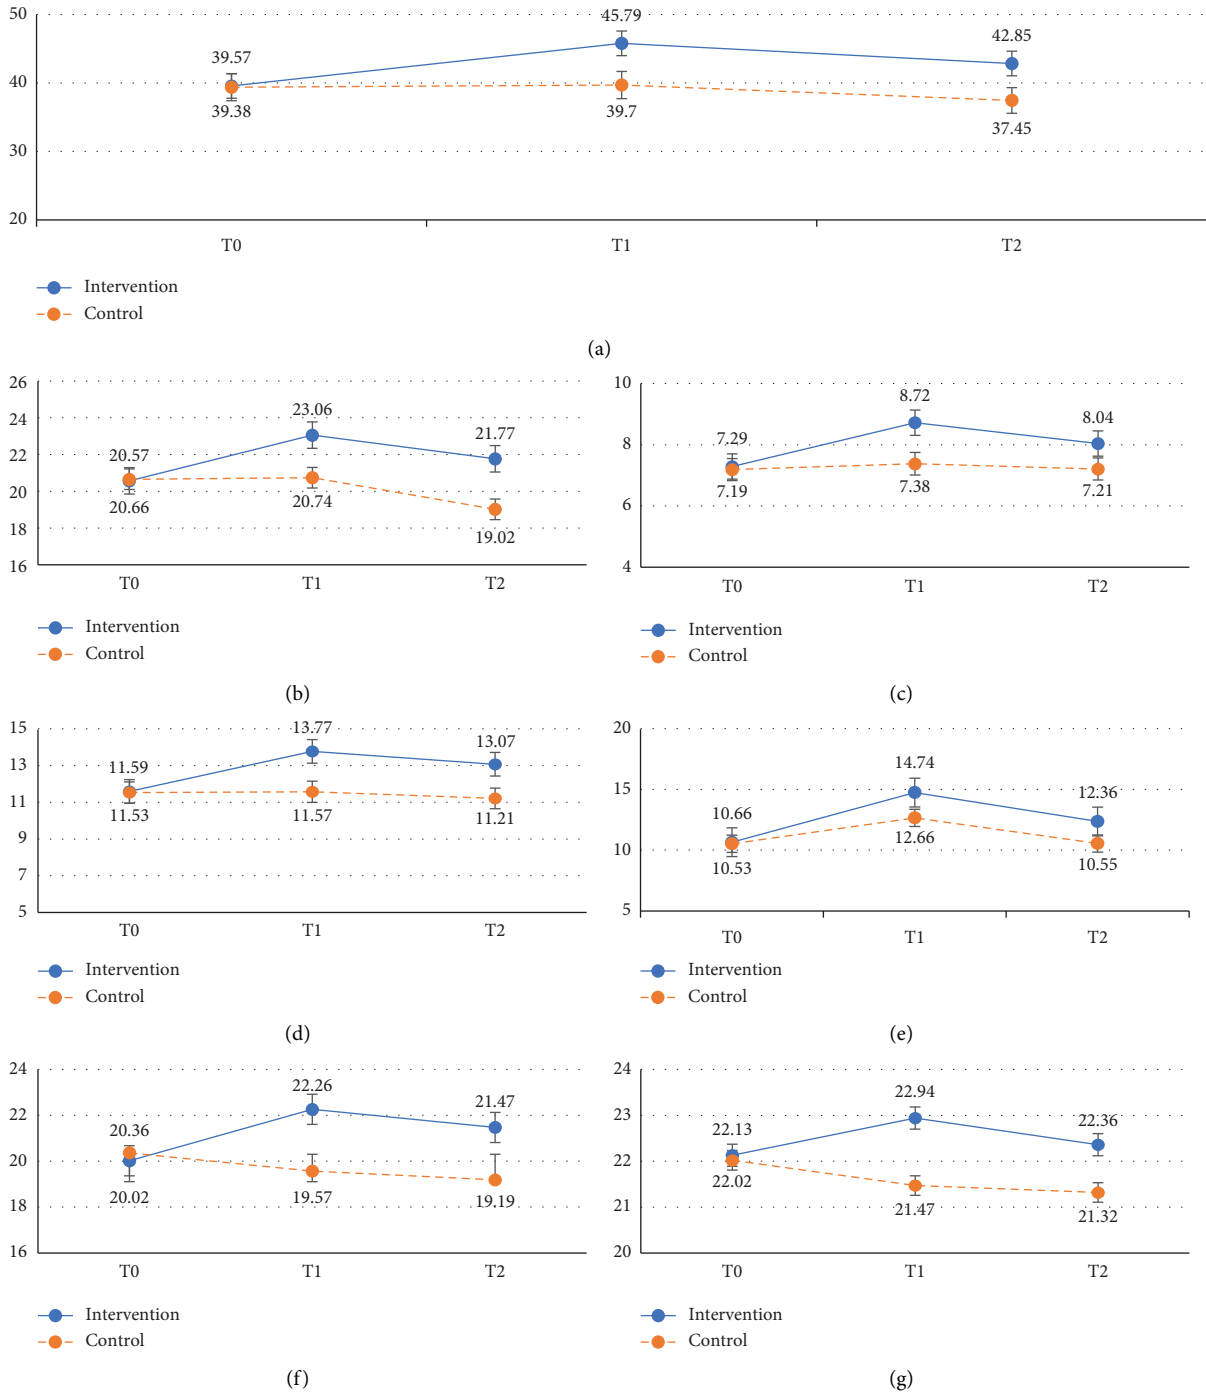 50
45.79
42.85
39.57
40
39.38
39.7
37.45
30
20
T0 T1 T2
Intervention
Control
(a)
26
24
23.06
21.77
22
20.57
20
20.66
20.74
19.02
18
16
T0 T1 T2
Intervention
Control
(b)
10
8.72
8.04
8
7.29
7.19
7.38
7.21
6
4
T0 T1 T2
Intervention
Control
(c)
15
13.77
13.07
13
11.59
11
11.53
11.57
11.21
9
7
5
T0 T1 T2
Intervention
Control
(d)
20
15
14.74
12.36
10.66
12.66
10
10.53
10.55
5
T0 T1 T2
Intervention
Control
(e)
24
22.26
21.47
22
20.36
20
20.02
19.57
19.19
18
16
T0 T1 T2
Intervention
Control
(f)
24
22.94
23
22.36
22.13
22
22.02
21.47
21.32
21
20
T0 T1 T2
Intervention
Control
(g)